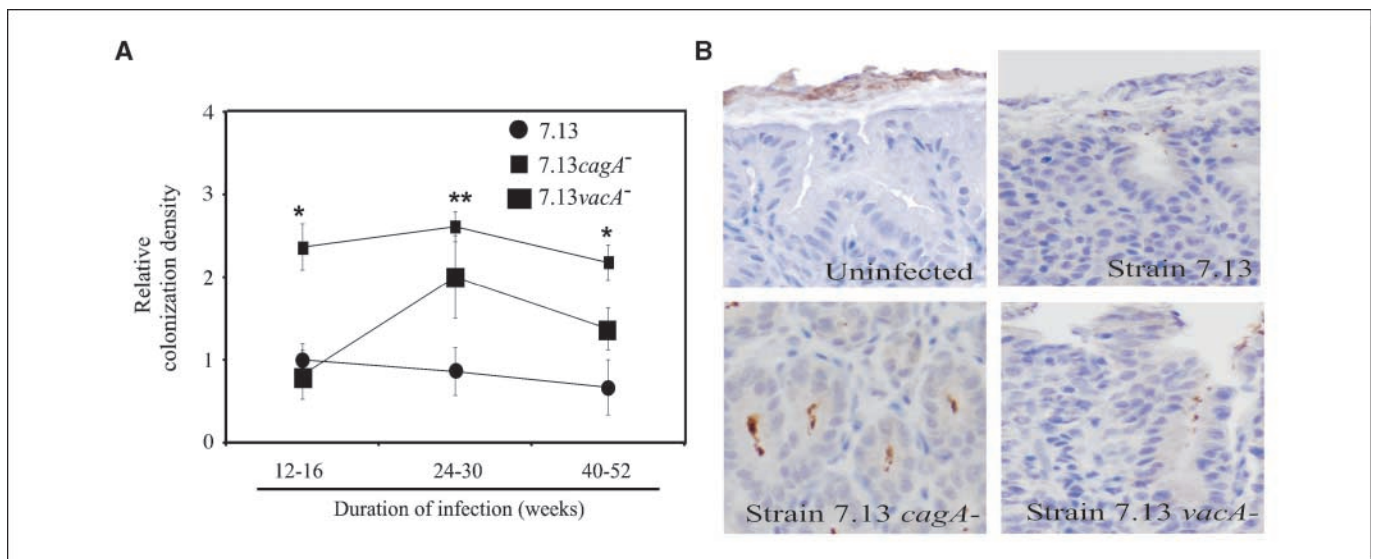 A
B
4
3
2
1
0
Relative
colonization density
7.13
7.13cagA⁻
7.13vacA⁻
*
**
*
12-16
24-30
40-52
Duration of infection (weeks)
Uninfected
Strain 7.13
Strain 7.13 cagA-
Strain 7.13 vacA-